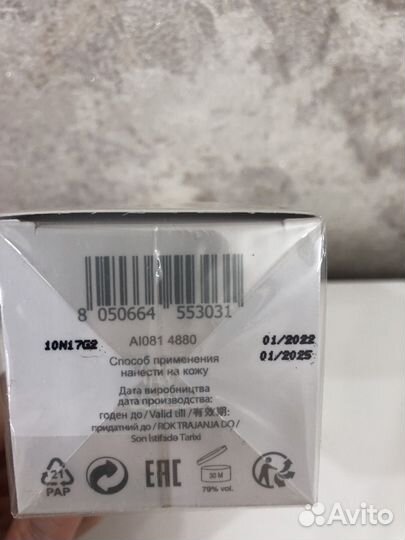 8 050664 553031
10N17G2
AI081 4880
01/2022
01/2025
Способ применения
нанести на кожу
Дата виробництва
дата производства:
годен до / Valid till / 有效期:
придатний до / ROK TRAJANJA DO /
Son İstifadə Tarixi
21
PAP
EAC
30 M
79% vol.
Avito